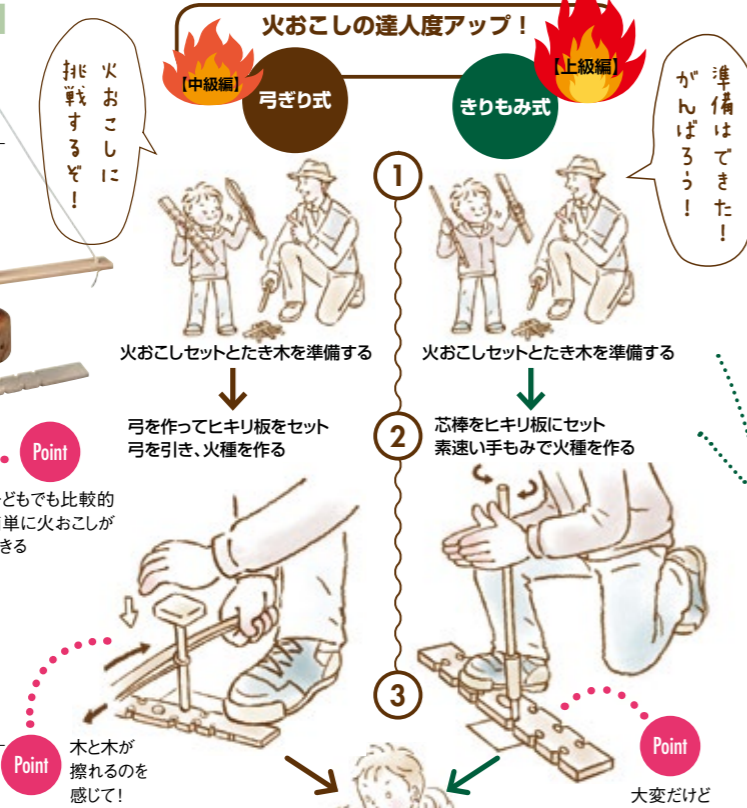 火おこしの達人度アップ！
【中級編】
弓ぎり式
【上級編】
きりもみ式
火おこしに
挑戦するぞ！
準備はできた！
がんばろう！
1
火おこしセットとたき木を準備する
火おこしセットとたき木を準備する
2
弓を作ってヒキリ板をセット
弓を引き、火種を作る
芯棒をヒキリ板にセット
素速い手もみで火種を作る
Point
どもでも比較的
単に火おこしが
きる
3
Point
木と木が
擦れるのを
感じて！
Point
大変だけど